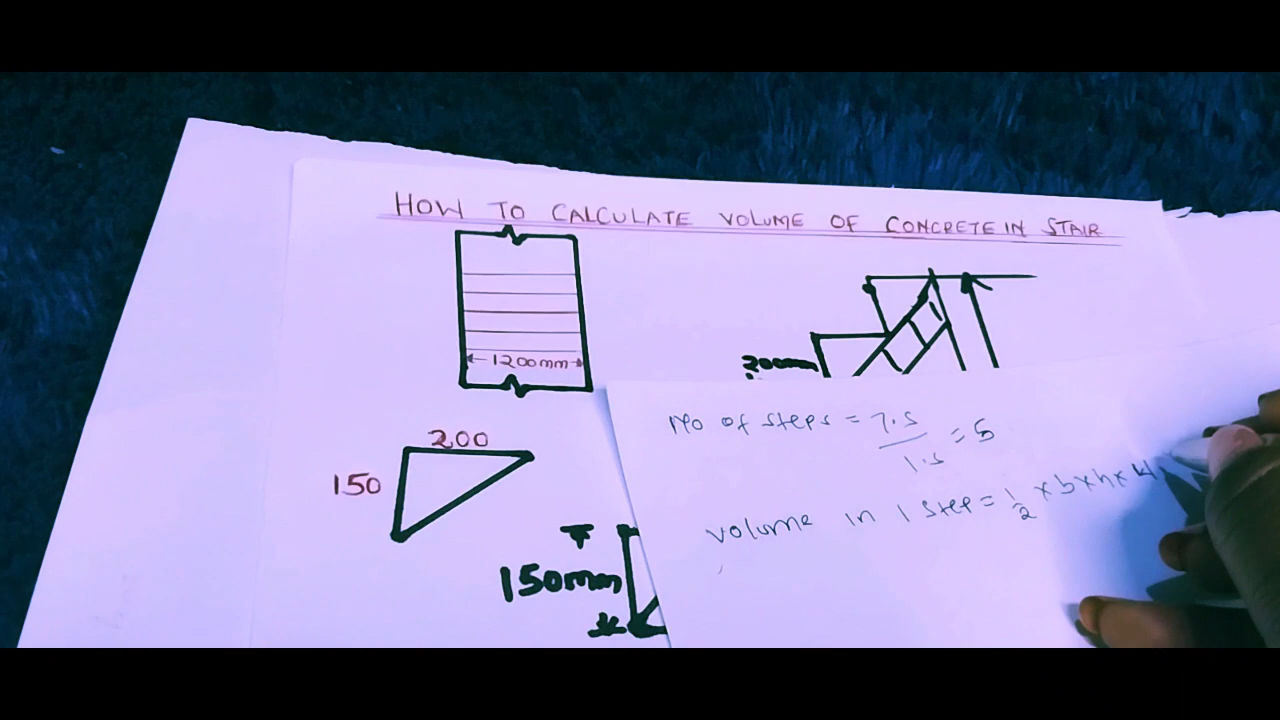 HOW TO CALCULATE VOLUME OF CONCRETE IN STAIR
1200mm
200mm
200
150
150mm
No of steps = 7.5 / 1.5 = 5
Volume in 1 step = 1/2 × b × h ×